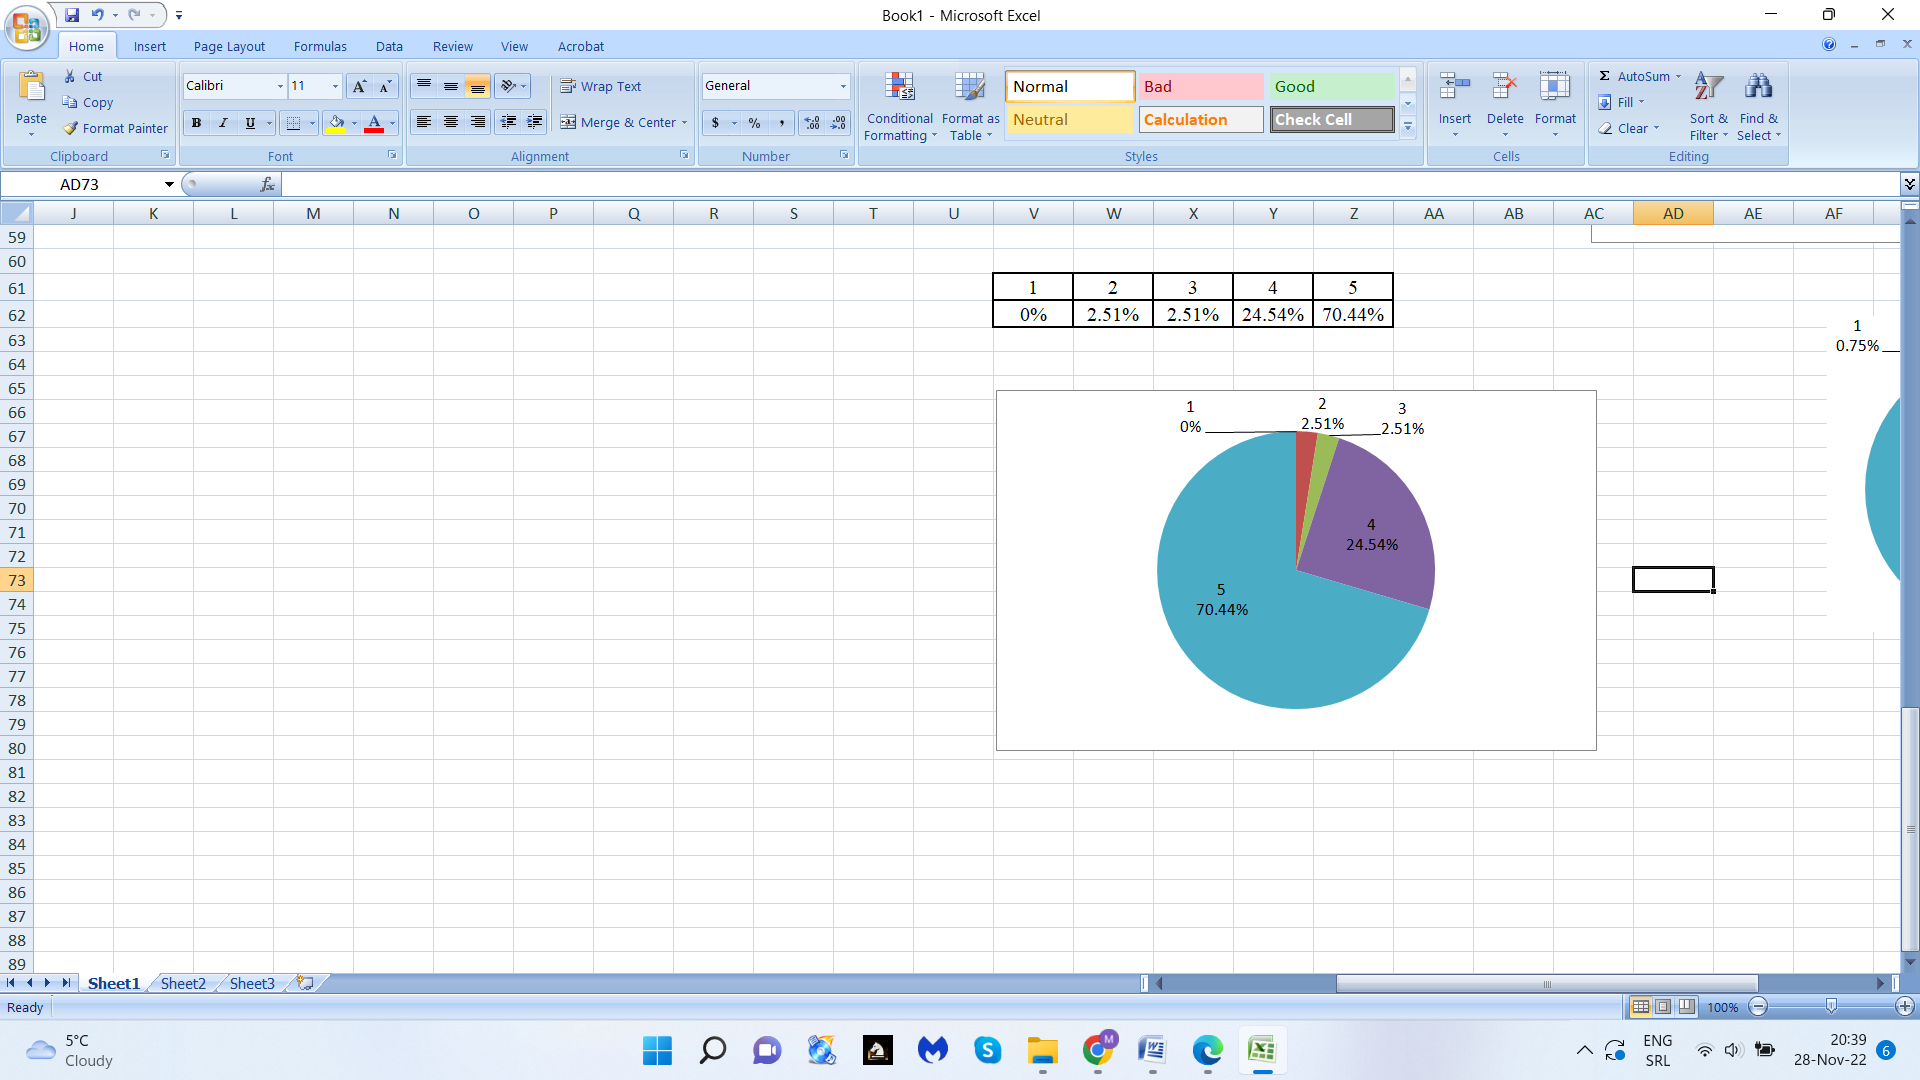 Book1 - Microsoft Excel
Home Insert Page Layout Formulas Data Review View Acrobat
Paste Cut Copy Format Painter Clipboard
Calibri 11 B I U Font
Wrap Text Merge & Center Alignment
General $ % , Number
Conditional Formatting Format as Table
Normal Bad Good
Neutral Calculation Check Cell
Styles
Insert Delete Format Cells
Σ AutoSum Fill Clear Sort & Filter Find & Select Editing
AD73 fx
J K L M N O P Q R S T U V W X Y Z AA AB AC AD AE AF
59
60
61 1 2 3 4 5
62 0% 2.51% 2.51% 24.54% 70.44%
63
64
65
66
67
68
69
70
71
72
73
74
75
76
77
78
79
80
81
82
83
84
85
86
87
88
89
1
0%
2
2.51%
3
2.51%
4
24.54%
5
70.44%
1
0.75%
Sheet1 Sheet2 Sheet3
Ready 100%
5°C
Cloudy
M
ENG
SRL
20:39
28-Nov-22
6